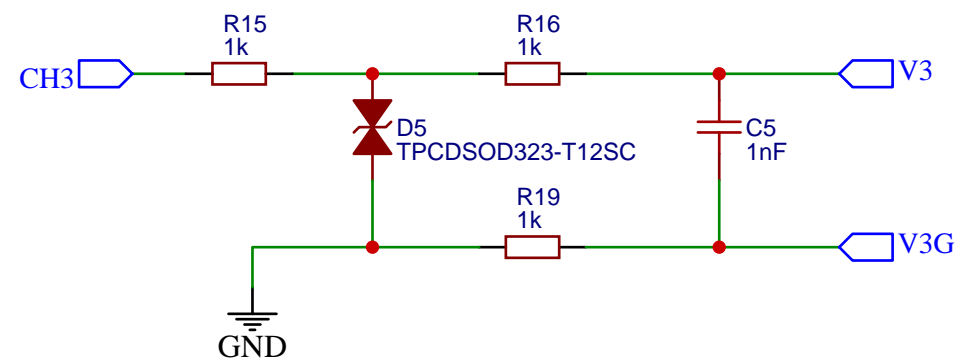 R15
1k
R16
1k
CH3
V3
D5
TPCDSOD323-T12SC
C5
1nF
R19
1k
V3G
GND